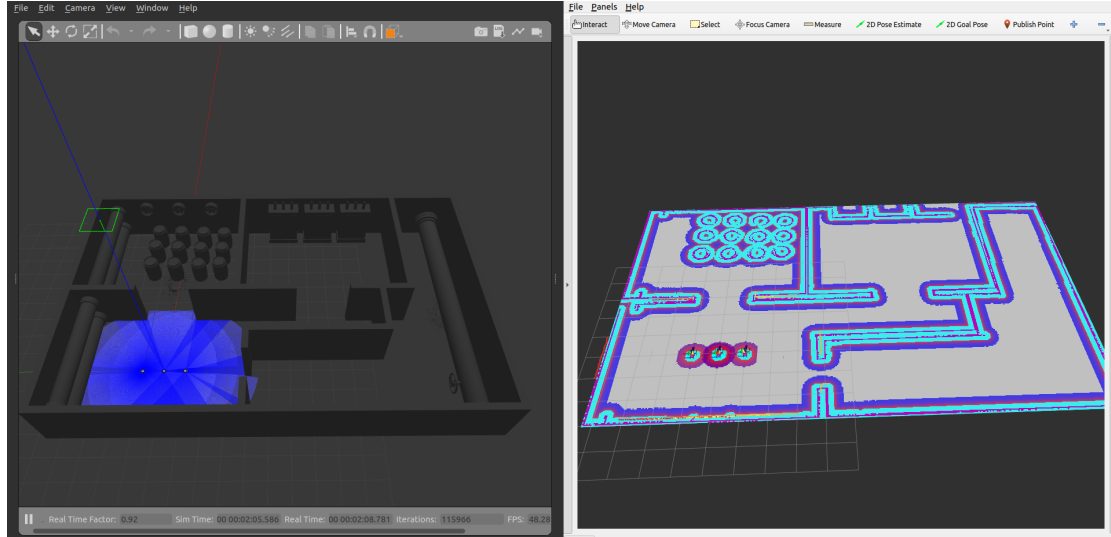 File Edit Camera View Window Help
File Panels Help
Interact Move Camera Select Focus Camera Measure 2D Pose Estimate 2D Goal Pose Publish Point
Real Time Factor: 0.92 Sim Time: 00 00:02:05.586 Real Time: 00 00:02:08.781 Iterations: 115966 FPS: 48.28